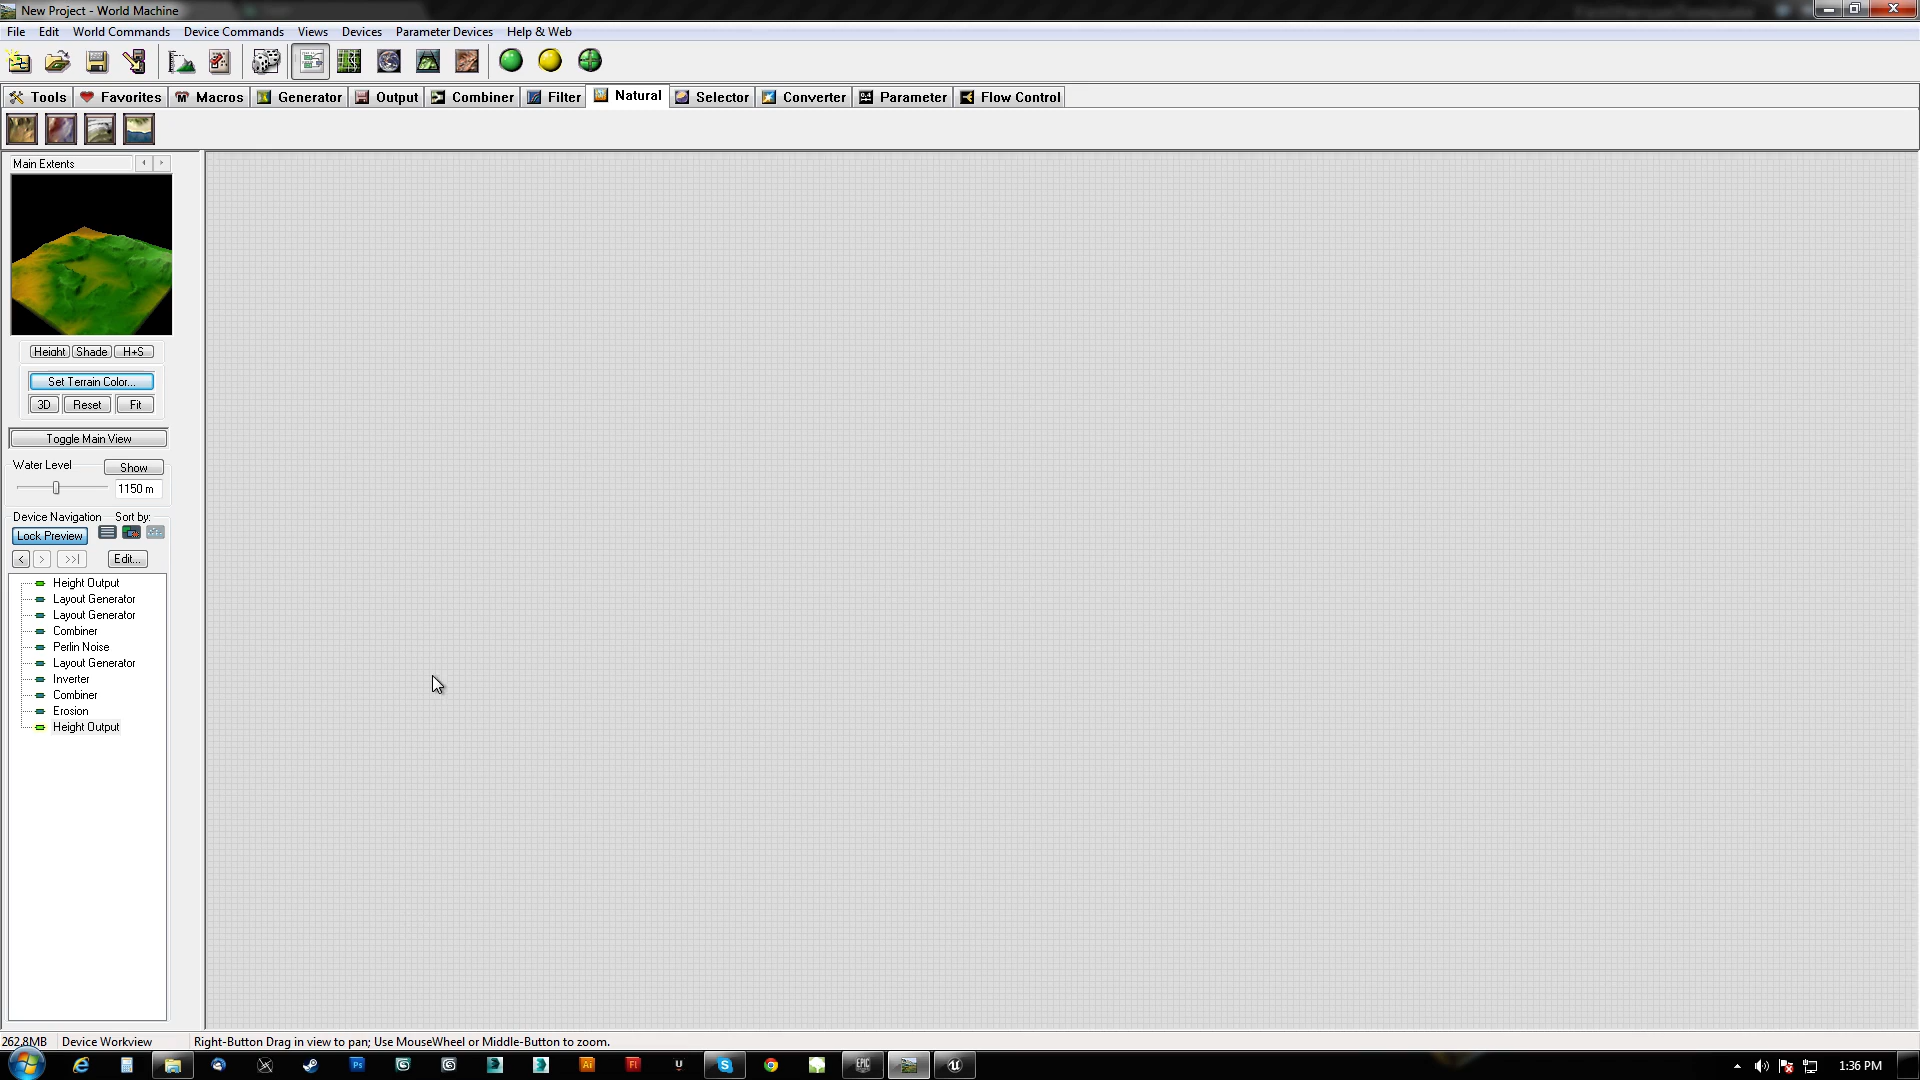 New Project - World Machine
File Edit World Commands Device Commands Views Devices Parameter Devices Help & Web
Tools Favorites Macros Generator Output Combiner Filter Natural Selector Converter Parameter Flow Control
Main Extents
Height Shade H+S
Set Terrain Color...
3D Reset Fit
Toggle Main View
Water Level Show
1150 m
Device Navigation Sort by:
Lock Preview
< > >>| Edit...
Height Output
Layout Generator
Layout Generator
Combiner
Perlin Noise
Layout Generator
Inverter
Combiner
Erosion
Height Output
262.8MB Device Workview Right-Button Drag in view to pan; Use MouseWheel or Middle-Button to zoom.
Ps Ai Fl EPIC 1:36 PM